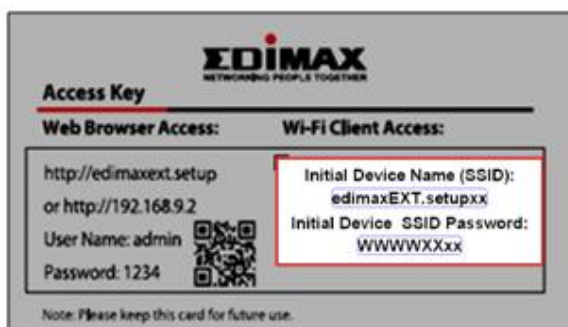 EDIMAX
NETWORKING PEOPLE TOGETHER
Access Key
Web Browser Access:
http://edimaxext.setup
or http://192.168.9.2
User Name: admin
Password: 1234
Wi-Fi Client Access:
Initial Device Name (SSID):
edimaxEXT.setupxx
Initial Device SSID Password:
WWWWXXxx
Note: Please keep this card for future use.